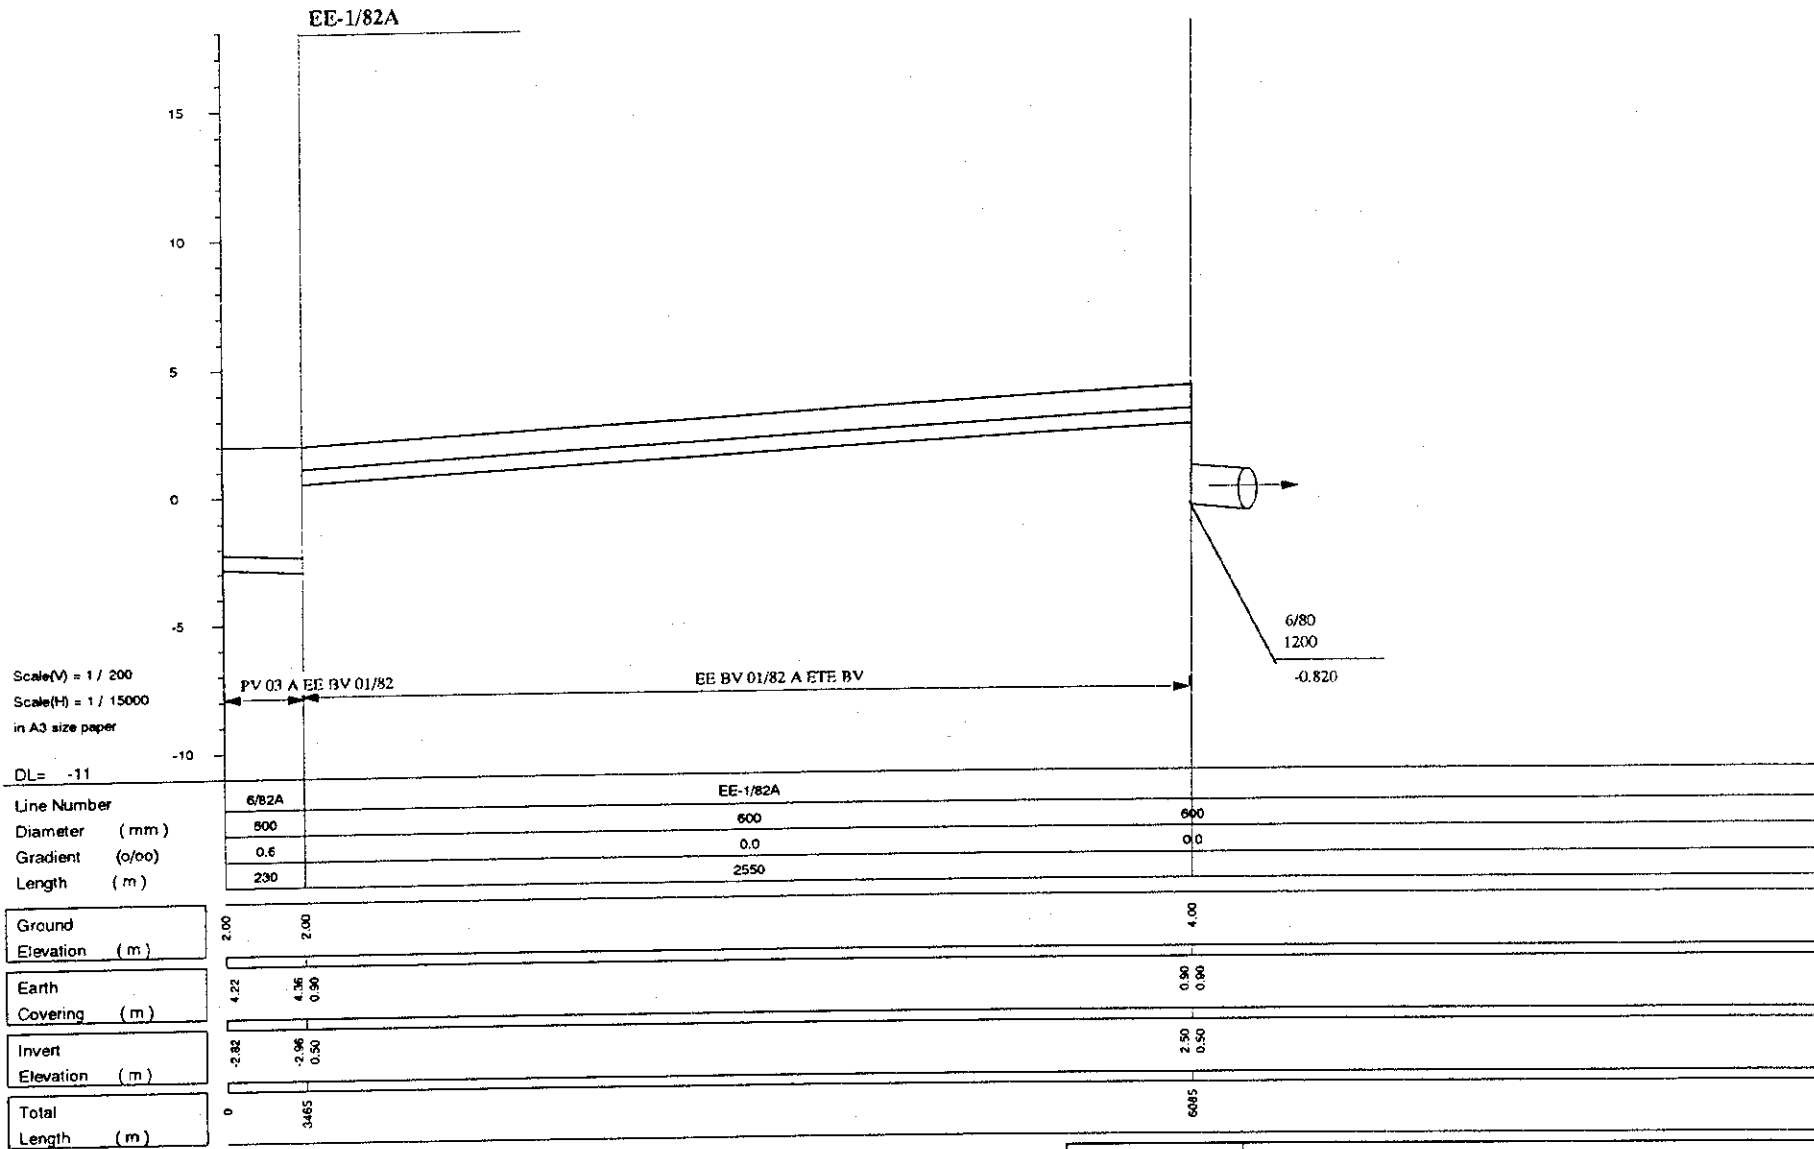 EE-1/82A
15
10
5
0
-5
-10
6/80
1200
-0.820
Scale(V) = 1 / 200
Scale(H) = 1 / 15000
in A3 size paper
DL= -11
PV 03 A EE BV 01/82
EE BV 01/82 A ETE BV
Line Number 6/82A EE-1/82A
Diameter (mm) 600 600 600
Gradient (o/oo) 0.6 0.0 0.0
Length (m) 230 2550
Ground
Elevation (m)
2.00 2.00 4.00
Earth
Covering (m)
4.22 4.36 0.90 0.90 0.90
Invert
Elevation (m)
-2.82 -2.96 0.50 2.50 0.50
Total
Length (m)
0 3465 6085